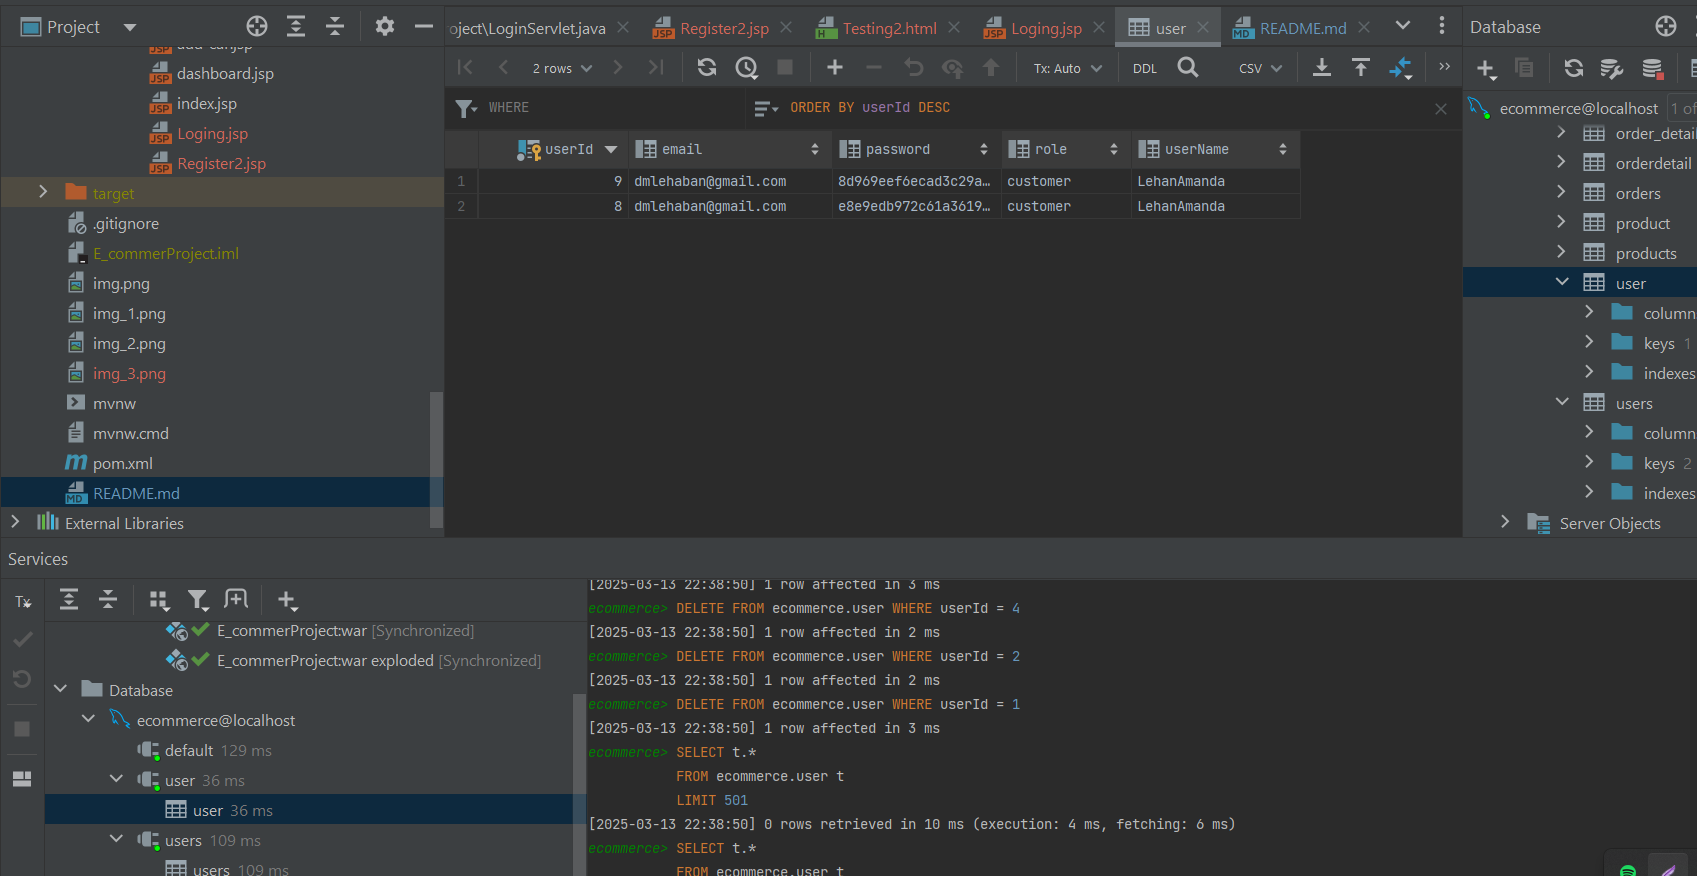 Project
add-car.jsp
dashboard.jsp
index.jsp
Loging.jsp
Register2.jsp
target
.gitignore
E_commerProject.iml
img.png
img_1.png
img_2.png
img_3.png
mvnw
mvnw.cmd
pom.xml
README.md
External Libraries
oject\LoginServlet.java
Register2.jsp
Testing2.html
Loging.jsp
user
README.md
2 rows
Tx: Auto
DDL
CSV
WHERE
ORDER BY userId DESC
userId email password role userName
1 9 dmlehaban@gmail.com 8d969eef6ecad3c29a… customer LehanAmanda
2 8 dmlehaban@gmail.com e8e9edb972c61a3619… customer LehanAmanda
Database
ecommerce@localhost 1 of
order_detail
orderdetail
orders
product
products
user
column
keys 1
indexes
users
column
keys 2
indexes
Server Objects
Services
Tx
E_commerProject:war [Synchronized]
E_commerProject:war exploded [Synchronized]
Database
ecommerce@localhost
default 129 ms
user 36 ms
user 36 ms
users 109 ms
users 109 ms
[2025-03-13 22:38:50] 1 row affected in 3 ms
ecommerce> DELETE FROM ecommerce.user WHERE userId = 4
[2025-03-13 22:38:50] 1 row affected in 2 ms
ecommerce> DELETE FROM ecommerce.user WHERE userId = 2
[2025-03-13 22:38:50] 1 row affected in 2 ms
ecommerce> DELETE FROM ecommerce.user WHERE userId = 1
[2025-03-13 22:38:50] 1 row affected in 3 ms
ecommerce> SELECT t.*
FROM ecommerce.user t
LIMIT 501
[2025-03-13 22:38:50] 0 rows retrieved in 10 ms (execution: 4 ms, fetching: 6 ms)
ecommerce> SELECT t.*
FROM ecommerce.user t